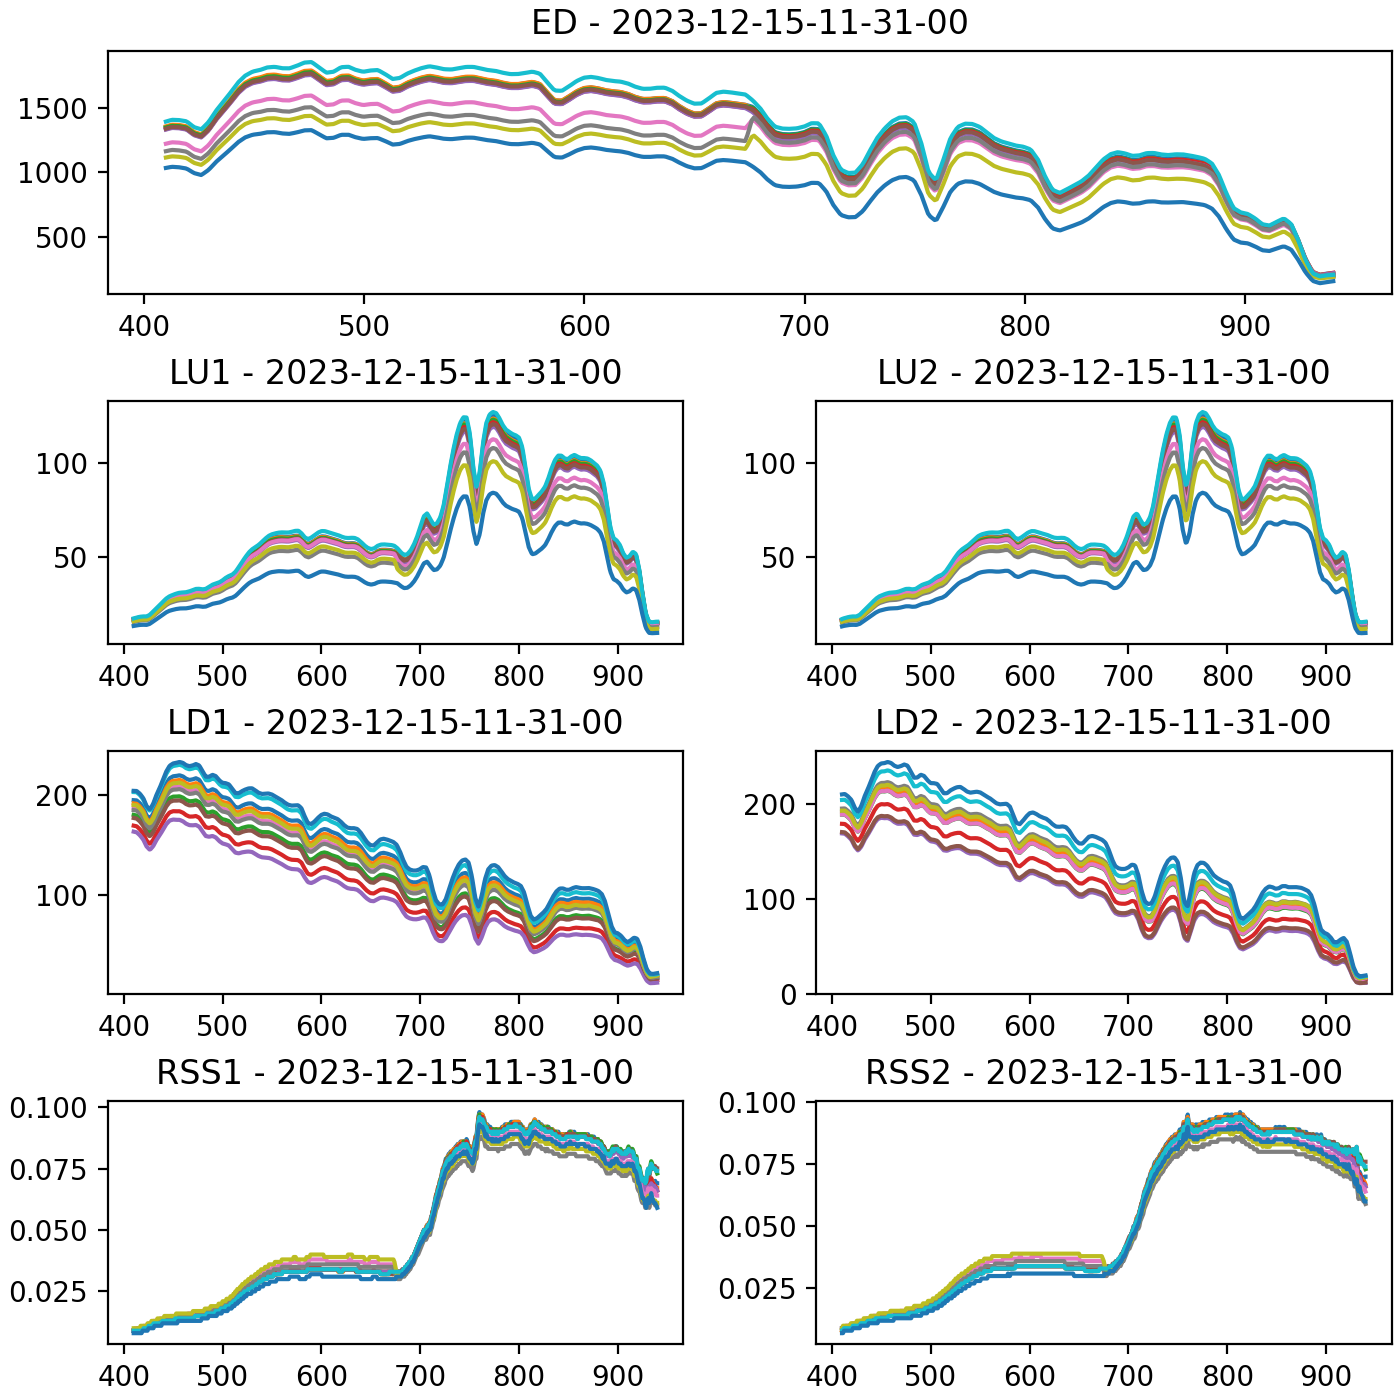 ED - 2023-12-15-11-31-00
1500
1000
500
400 500 600 700 800 900
LU1 - 2023-12-15-11-31-00
100
50
400 500 600 700 800 900
LU2 - 2023-12-15-11-31-00
100
50
400 500 600 700 800 900
LD1 - 2023-12-15-11-31-00
200
100
400 500 600 700 800 900
LD2 - 2023-12-15-11-31-00
200
100
0
400 500 600 700 800 900
RSS1 - 2023-12-15-11-31-00
0.100
0.075
0.050
0.025
400 500 600 700 800 900
RSS2 - 2023-12-15-11-31-00
0.100
0.075
0.050
0.025
400 500 600 700 800 900